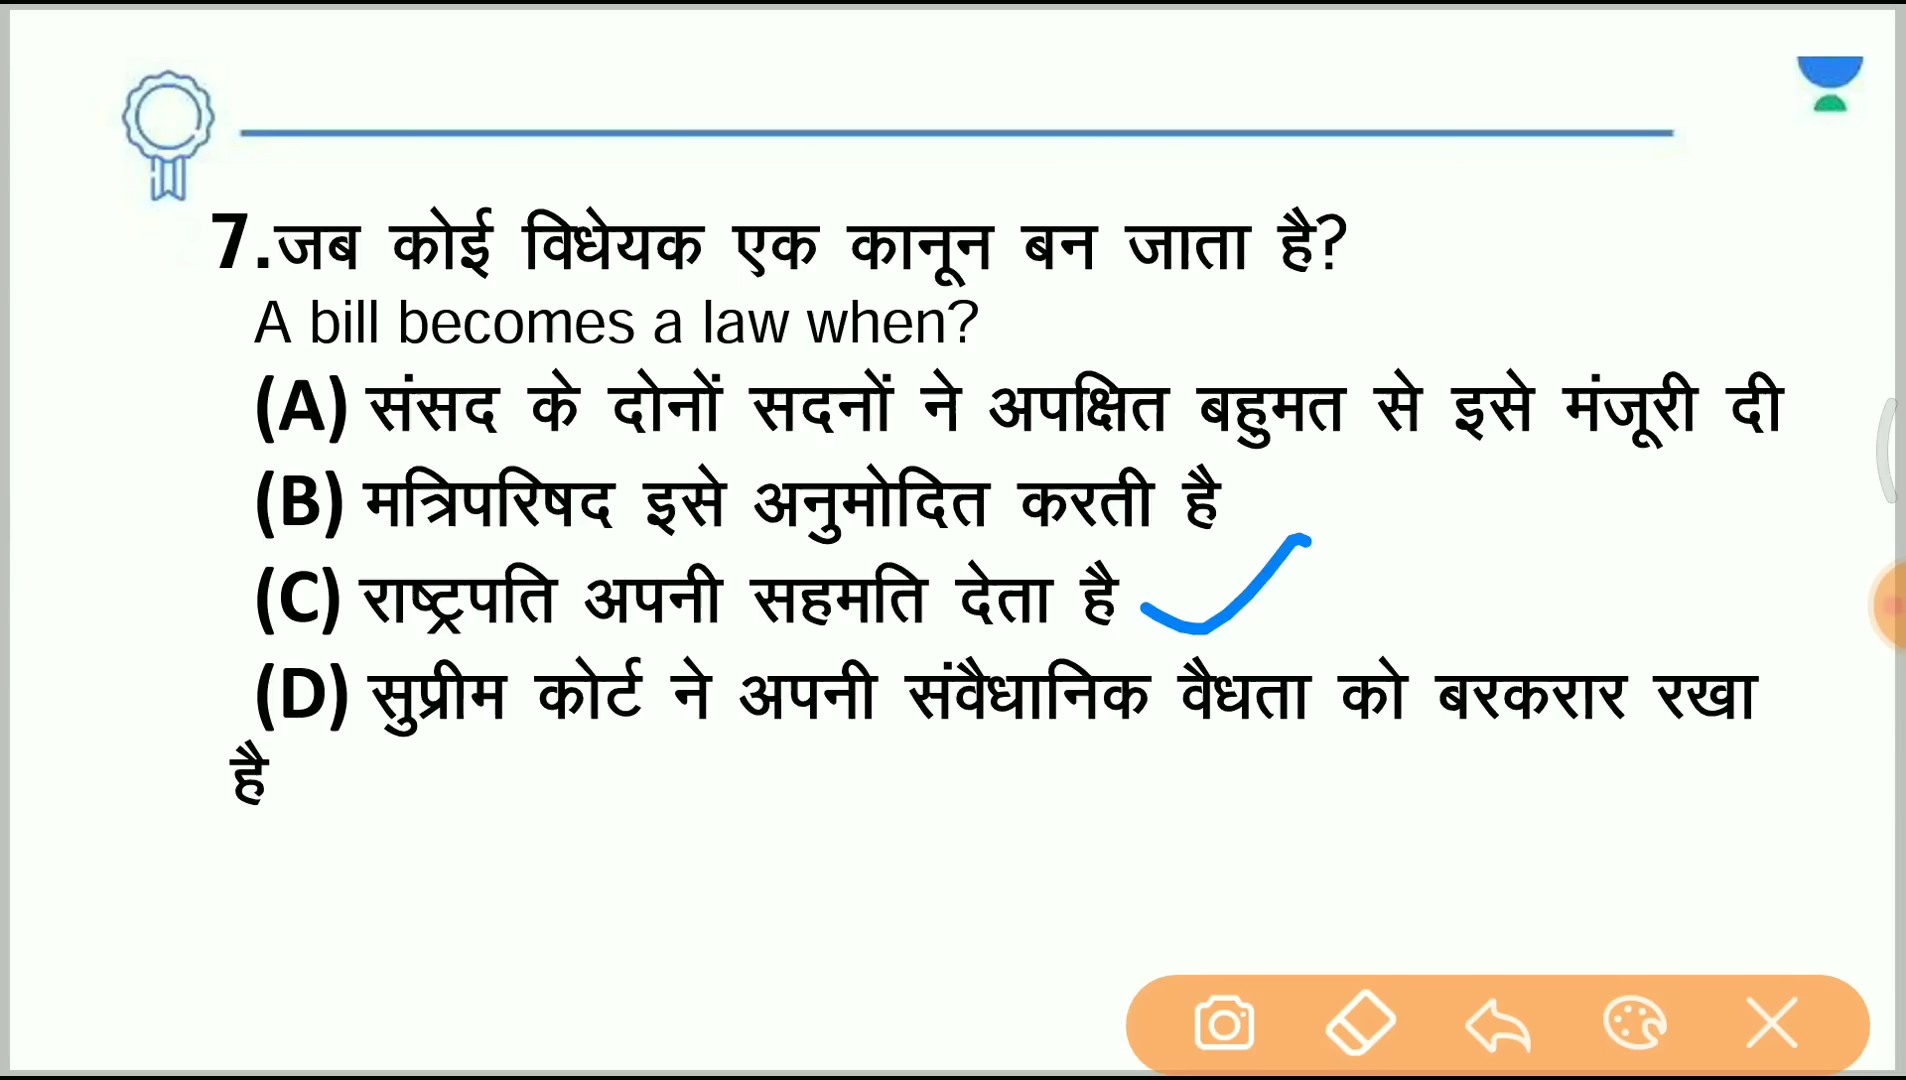 7.जब कोई विधेयक एक कानून बन जाता है?
A bill becomes a law when?
(A) संसद के दोनों सदनों ने अपक्षित बहुमत से इसे मंजूरी दी
(B) मत्रिपरिषद इसे अनुमोदित करती है
(C) राष्ट्रपति अपनी सहमति देता है
(D) सुप्रीम कोर्ट ने अपनी संवैधानिक वैधता को बरकरार रखा
है